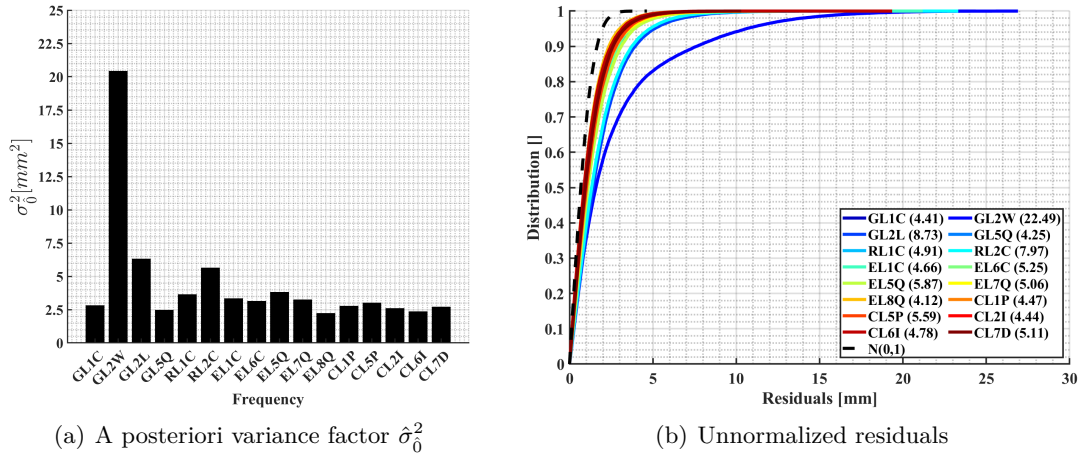 25
22.5
20
17.5
15
12.5
10
7.5
5
2.5
0
σ²_0̂ [mm²]
GL1C GL2W GL2L GL5Q RL1C RL2C EL1C EL6C EL5Q EL7Q EL8Q CL1P CL5P CL2I CL6I CL7D
Frequency
(a) A posteriori variance factor σ̂²_0̂
1
0.9
0.8
0.7
0.6
0.5
0.4
0.3
0.2
0.1
0
Distribution []
GL1C (4.41) GL2W (22.49)
GL2L (8.73) GL5Q (4.25)
RL1C (4.91) RL2C (7.97)
EL1C (4.66) EL6C (5.25)
EL5Q (5.87) EL7Q (5.06)
EL8Q (4.12) CL1P (4.47)
CL5P (5.59) CL2I (4.44)
CL6I (4.78) CL7D (5.11)
N(0,1)
0 5 10 15 20 25 30
Residuals [mm]
(b) Unnormalized residuals